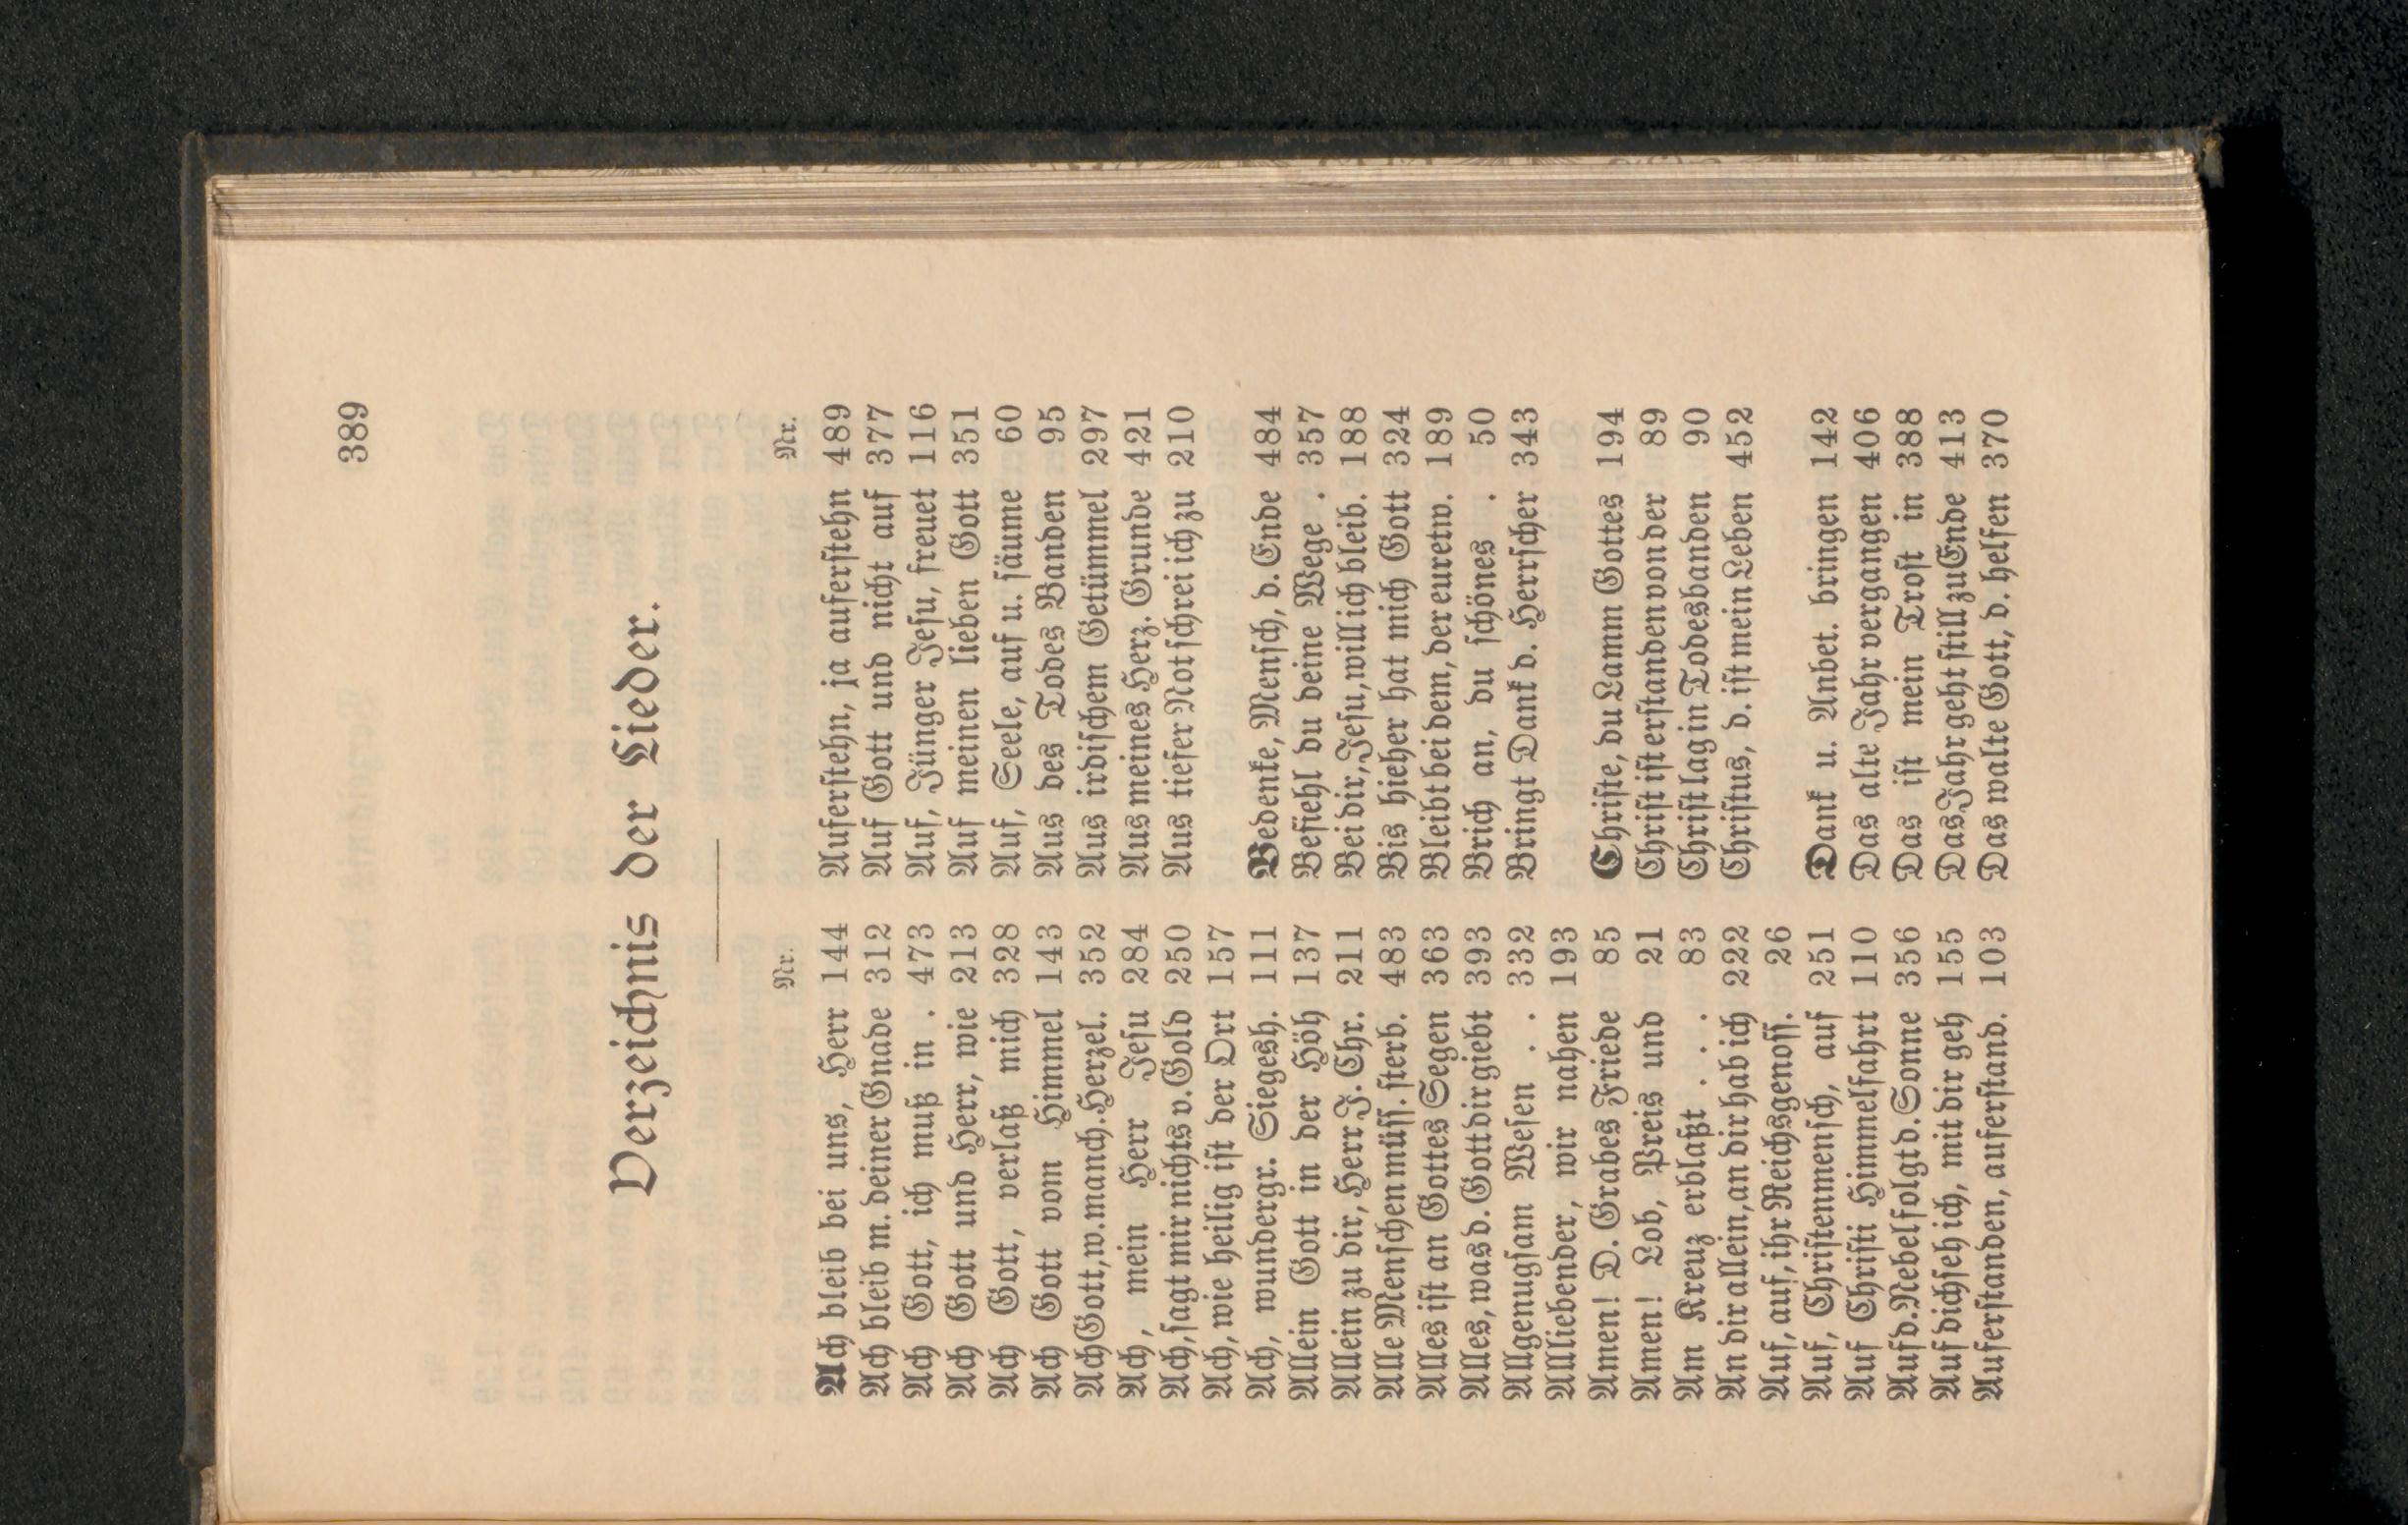 389
Verzeichnis der Lieder.
Nr.
Ach bleib bei uns, Herr 144
Ach bleib m. deiner Gnade 312
Ach Gott, ich muß in . 473
Ach Gott und Herr, wie 213
Ach Gott, verlaß mich 328
Ach Gott vom Himmel 143
Ach Gott, w. manch. Herzel. 352
Ach, mein Herr Jesu 284
Ach, sagt mir nichts v. Gold 250
Ach, wie heilig ist der Ort 157
Ach, wundergr. Siegesh. 111
Allein Gott in der Höh 137
Allein zu dir, Herr J. Chr. 211
Alle Menschen müss. sterb. 483
Alles ist an Gottes Segen 363
Alles, was d. Gott dir giebt 393
Allgenugsam Wesen . . 332
Allliebender, wir nahen 193
Amen! D. Grabes Friede 85
Amen! Lob, Preis und 21
Am Kreuz erblaßt . . . 83
An dir allein, an dir hab ich 222
Auf, auf, ihr Reichsgenoss. 26
Auf, Christenmensch, auf 251
Auf Christi Himmelfahrt 110
Auf d. Nebel folgt d. Sonne 356
Auf dich seh ich, mit dir geh 155
Auferstanden, auferstand. 103
Nr.
Auferstehn, ja auferstehn 489
Auf Gott und nicht auf 377
Auf, Jünger Jesu, freuet 116
Auf meinen lieben Gott 351
Auf, Seele, auf u. säume 60
Aus des Todes Banden 95
Aus irdischem Getümmel 297
Aus meines Herz. Grunde 421
Aus tiefer Not schrei ich zu 210
Bedenke, Mensch, d. Ende 484
Befiehl du deine Wege . 357
Bei dir, Jesu, will ich bleib. 188
Bis hieher hat mich Gott 324
Bleibt bei dem, der euretw. 189
Brich an, du schönes . 50
Bringt Dank d. Herrscher 343
Christe, du Lamm Gottes 194
Christ ist erstanden von der 89
Christ lag in Todesbanden 90
Christus, d. ist mein Leben 452
Dank u. Anbet. bringen 142
Das alte Jahr vergangen 406
Das ist mein Trost in 388
Das Jahr geht still zu Ende 413
Das walte Gott, d. helfen 370